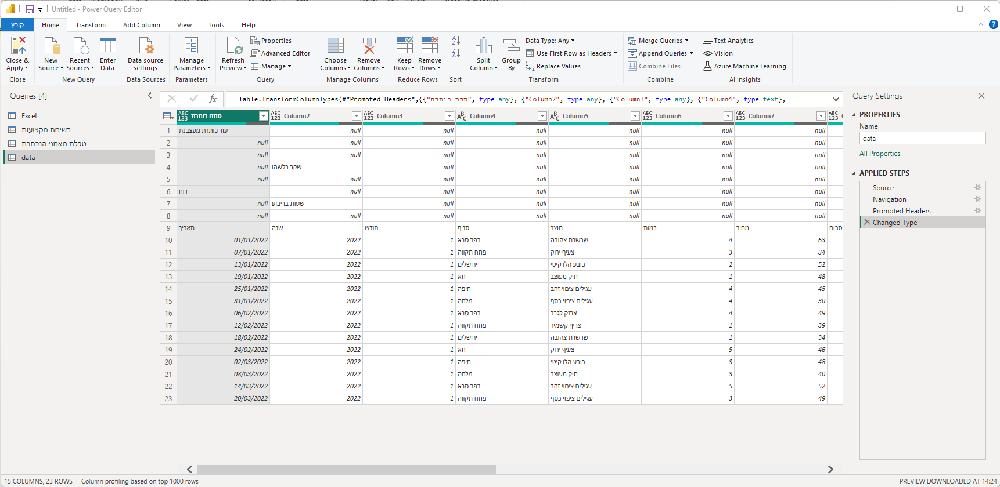 Untitled - Power Query Editor
קובץ Home Transform Add Column View Tools Help
Close & Apply
New Source
Recent Sources
Enter Data
Data source settings
Manage Parameters
Refresh Preview
Properties
Advanced Editor
Manage
Choose Columns
Remove Columns
Keep Rows
Remove Rows
Split Column
Group By
Data Type: Any
Use First Row as Headers
Replace Values
Merge Queries
Append Queries
Combine Files
Text Analytics
Vision
Azure Machine Learning
Close New Query Data Sources Parameters Query Manage Columns Reduce Rows Sort Transform Combine AI Insights
Queries [4]
Excel
רשימת מקצועות
טבלת מאמני הנבחרת
data
= Table.TransformColumnTypes(#"Promoted Headers",{{"סתם כותרת", type any}, {"Column2", type any}, {"Column3", type any}, {"Column4", type text},
סתם כותרת Column2 Column3 Column4 Column5 Column6 Column7
1 עוד כותרת מעצבנת null null null null null null
2 null null null null null null null
3 null null null null null null null
4 null שקר כלשהו null null null null null
5 null null null null null null null
6 דוח null null null null null null
7 null שטות בריבוע null null null null null
8 null null null null null null null
9 תאריך שנה חודש סניף מוצר כמות מחיר סכום
10 01/01/2022 2022 1 כפר סבא שרשרת צהובה 4 63
11 07/01/2022 2022 1 פתח תקווה צעיף ירוק 3 34
12 13/01/2022 2022 1 ירושלים כובע הלו קיטי 2 52
13 19/01/2022 2022 1 תא תיק מעוצב 1 48
14 25/01/2022 2022 1 חיפה עגילים ציפוי זהב 4 45
15 31/01/2022 2022 1 מלחה עגילים ציפוי כסף 4 30
16 06/02/2022 2022 1 כפר סבא ארנק לגבר 4 49
17 12/02/2022 2022 1 פתח תקווה צריף קשמיר 1 39
18 18/02/2022 2022 1 ירושלים שרשרת צהובה 1 34
19 24/02/2022 2022 1 תא צעיף ירוק 5 46
20 02/03/2022 2022 1 חיפה כובע הלו קיטי 3 48
21 08/03/2022 2022 1 מלחה תיק מעוצב 3 40
22 14/03/2022 2022 1 כפר סבא עגילים ציפוי זהב 5 52
23 20/03/2022 2022 1 פתח תקווה עגילים ציפוי כסף 3 49
Query Settings
PROPERTIES
Name
data
All Properties
APPLIED STEPS
Source
Navigation
Promoted Headers
Changed Type
15 COLUMNS, 23 ROWS Column profiling based on top 1000 rows
PREVIEW DOWNLOADED AT 14:24